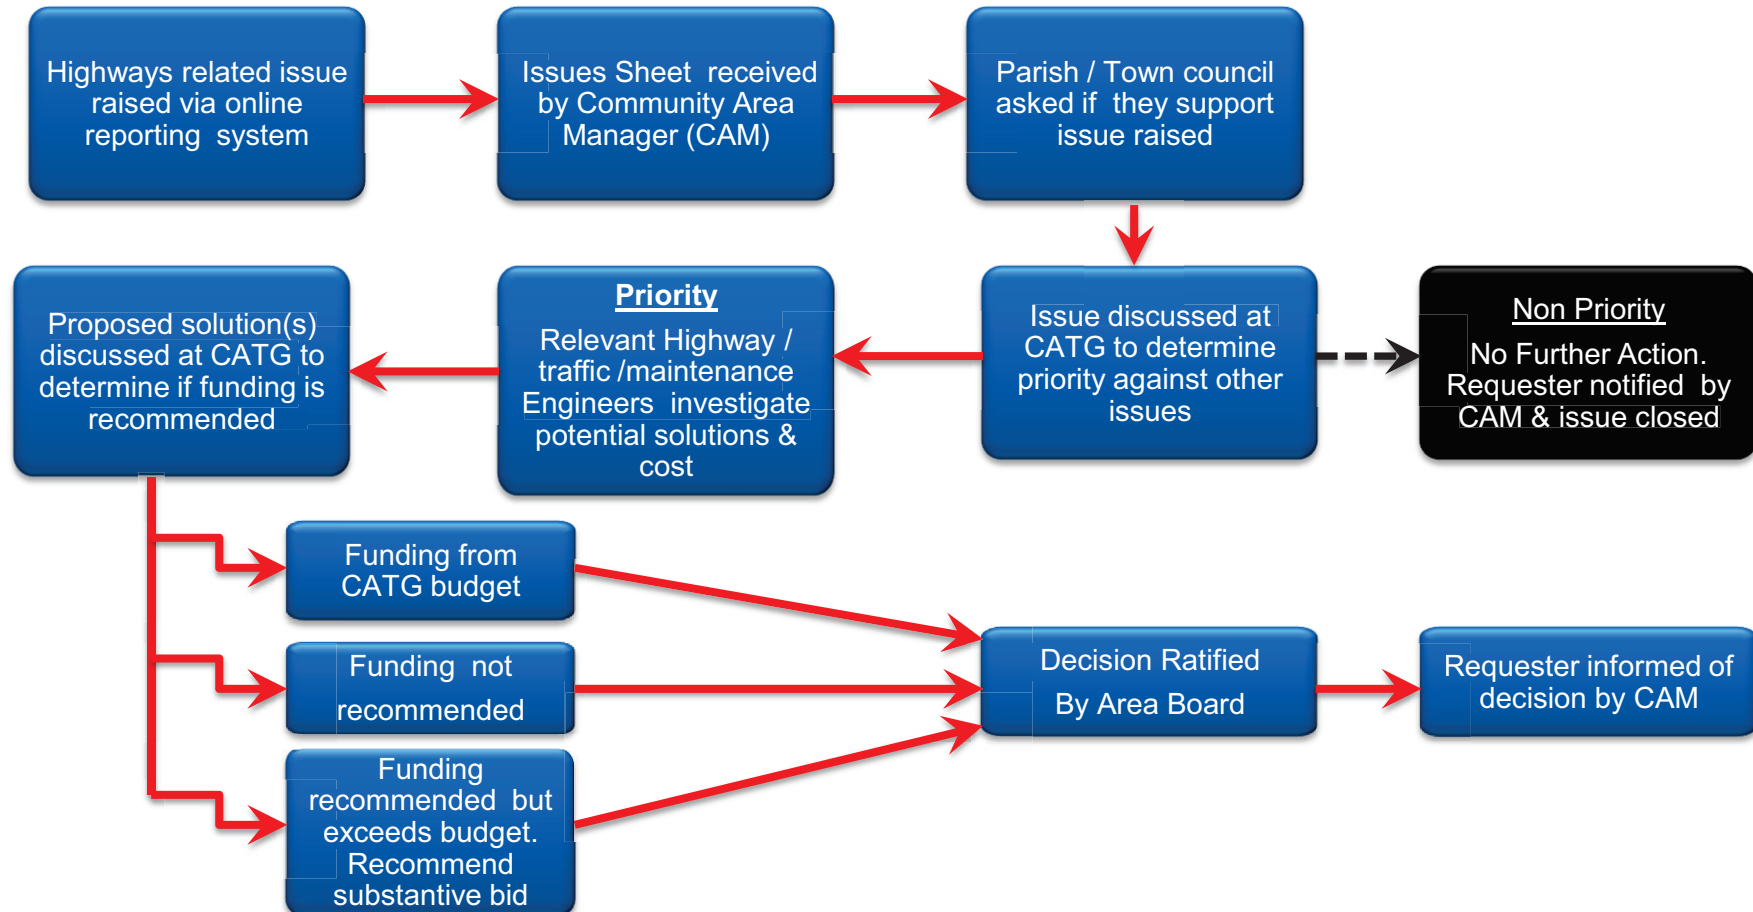 Highways related issue
raised via online
reporting system
Issues Sheet received
by Community Area
Manager (CAM)
Parish / Town council
asked if they support
issue raised
Proposed solution(s)
discussed at CATG to
determine if funding is
recommended
Priority
Relevant Highway /
traffic /maintenance
Engineers investigate
potential solutions &
cost
Issue discussed at
CATG to determine
priority against other
issues
Non Priority
No Further Action.
Requester notified by
CAM & issue closed
Funding from
CATG budget
Funding not
recommended
Funding
recommended but
exceeds budget.
Recommend
substantive bid
Decision Ratified
By Area Board
Requester informed of
decision by CAM